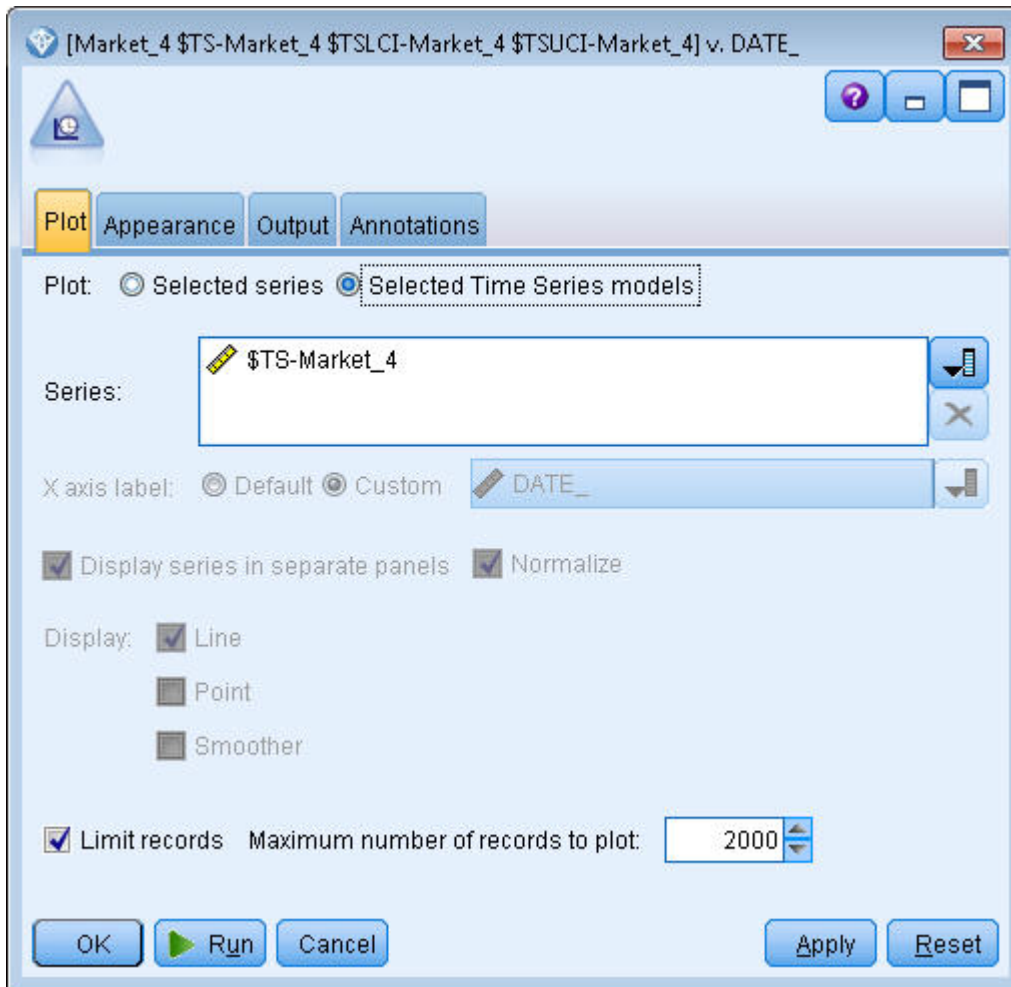 [Market_4 $TS-Market_4 $TSLCI-Market_4 $TSUCI-Market_4] v. DATE_
Plot Appearance Output Annotations
Plot: Selected series Selected Time Series models
$TS-Market_4
Series:
X axis label: Default Custom DATE_
Display series in separate panels Normalize
Display: Line
Point
Smoother
Limit records Maximum number of records to plot: 2000
OK Run Cancel Apply Reset